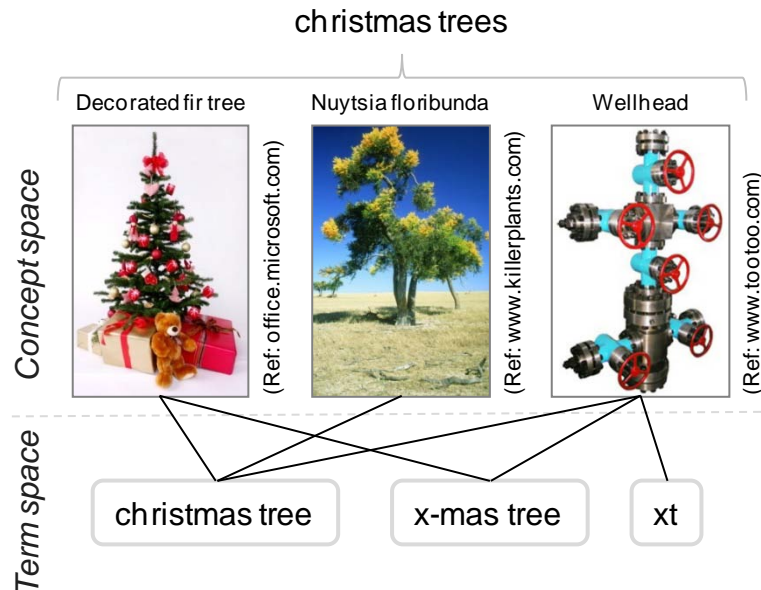 christmas trees
Decorated fir tree
Nuytsia floribunda
Wellhead
Concept space
(Ref: office.microsoft.com)
(Ref: www.killerplants.com)
(Ref: www.tootoo.com)
Term space
christmas tree
x-mas tree
xt